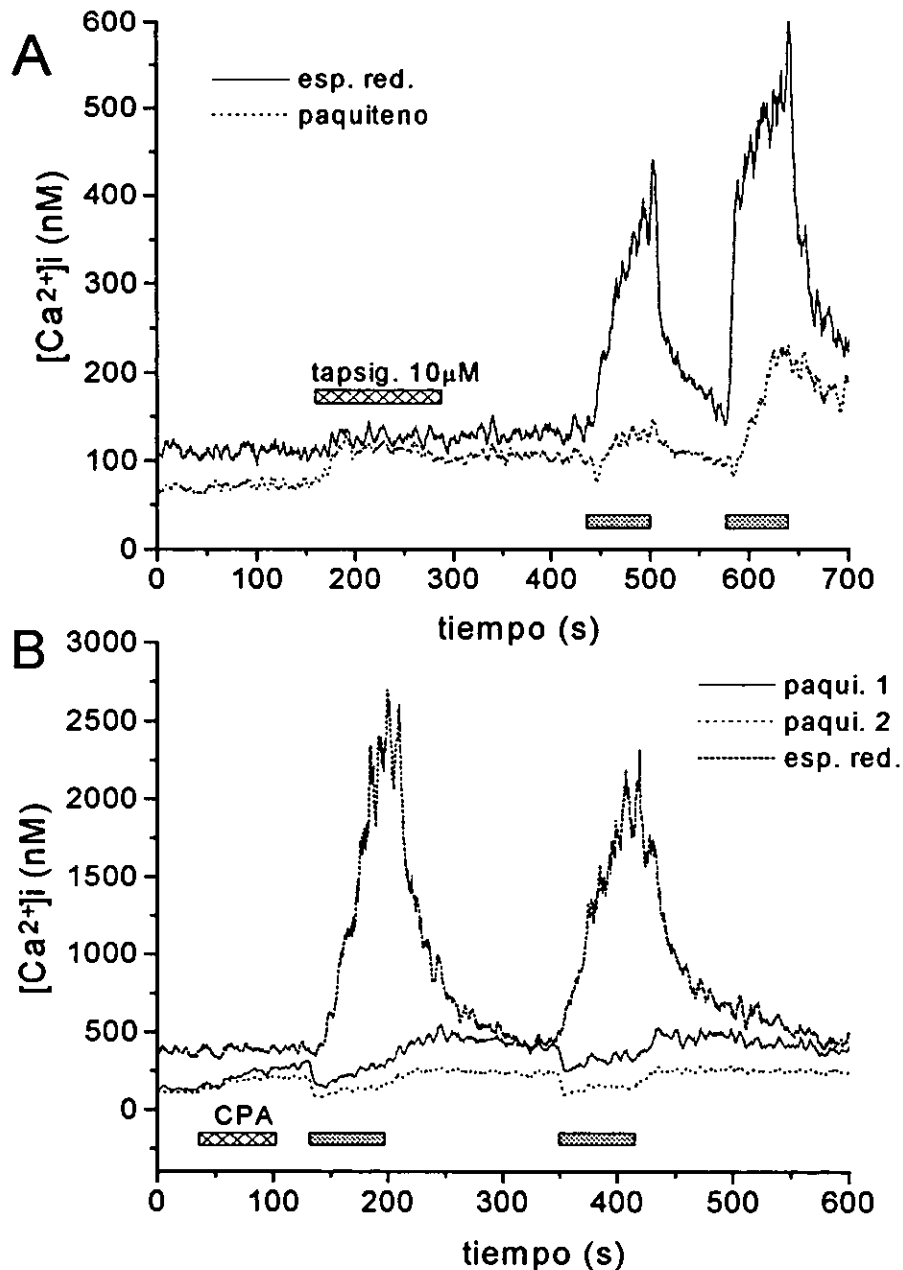 A
600
500
400
300
200
100
0
[Ca²⁺]i (nM)
esp. red.
paquiteno
tapsig. 10μM
0 100 200 300 400 500 600 700
tiempo (s)
B
3000
2500
2000
1500
1000
500
0
[Ca²⁺]i (nM)
paqui. 1
paqui. 2
esp. red.
CPA
0 100 200 300 400 500 600
tiempo (s)